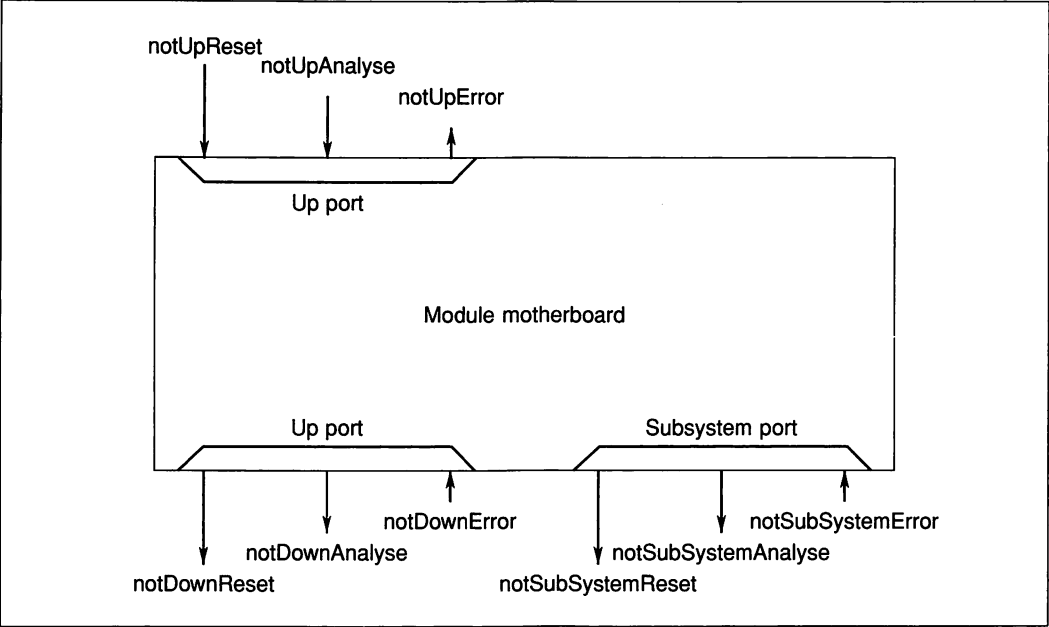 notUpReset
notUpAnalyse
notUpError
Up port
Module motherboard
Up port
Subsystem port
notDownError
notSubSystemError
notDownAnalyse
notSubSystemAnalyse
notDownReset
notSubSystemReset